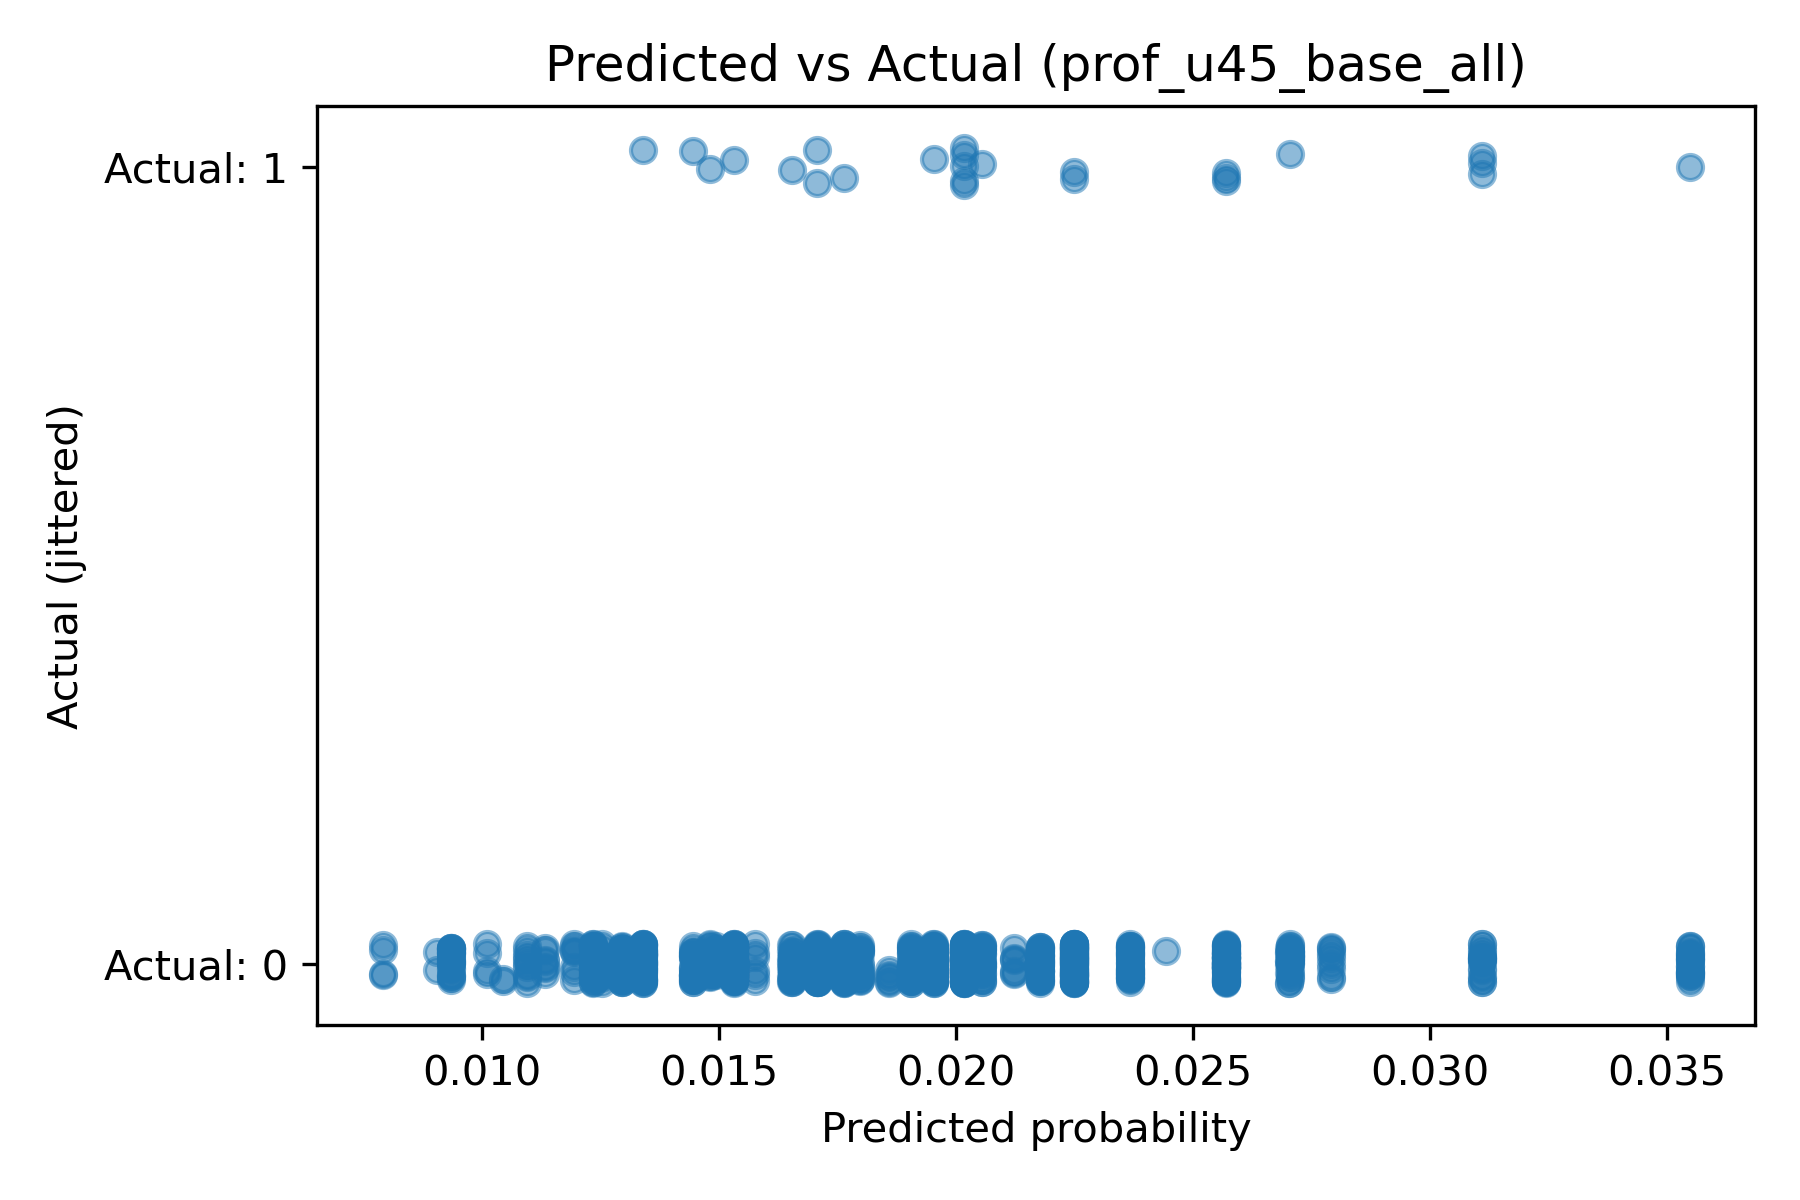 Predicted vs Actual (prof_u45_base_all)
Actual: 1
Actual (jittered)
Actual: 0
0.010 0.015 0.020 0.025 0.030 0.035
Predicted probability